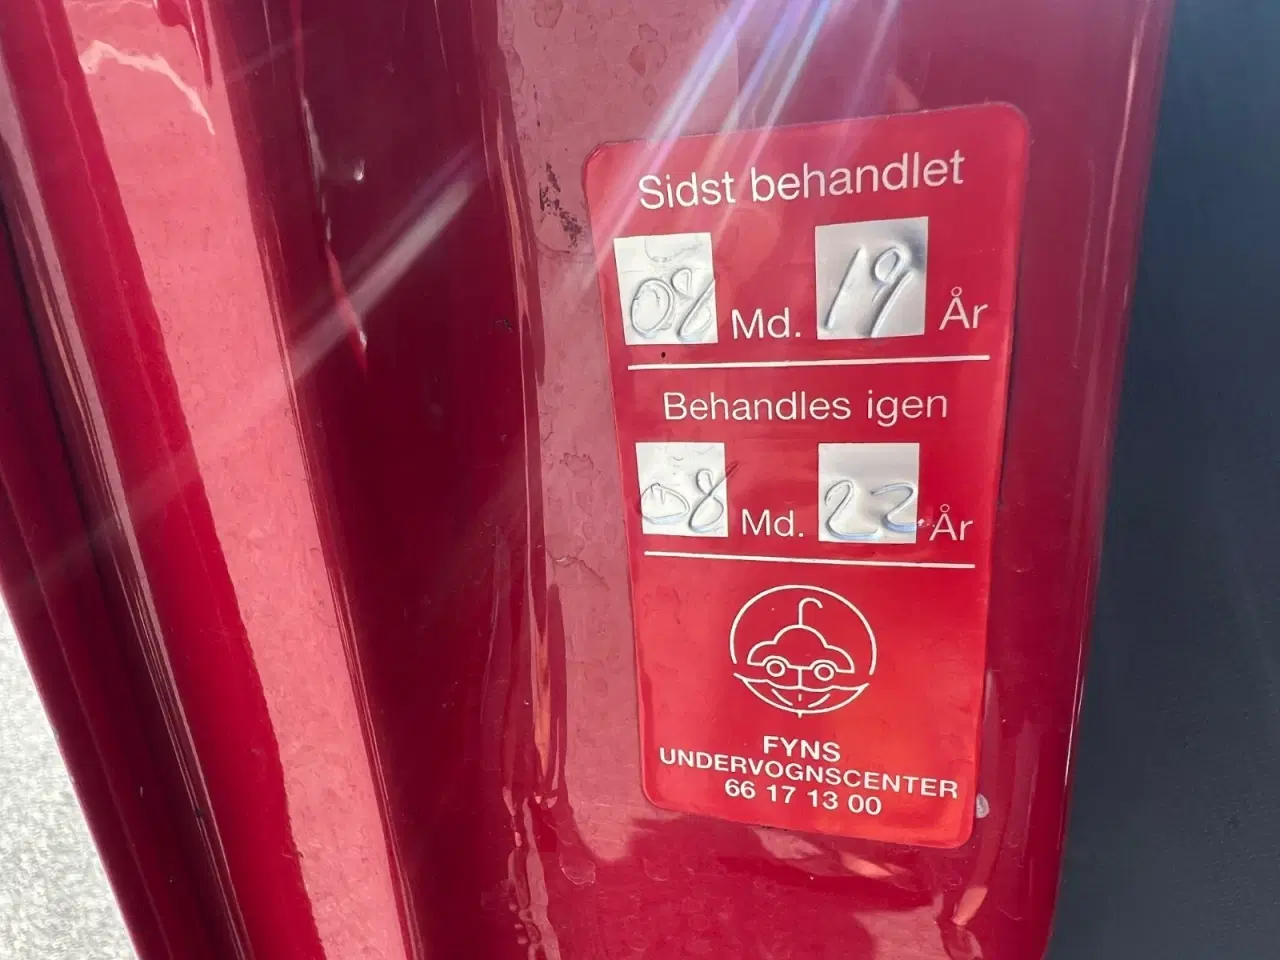 Sidst behandlet
08 Md. 19 År
Behandles igen
08 Md. 22 År
FYNS
UNDERVOGNSCENTER
66 17 13 00